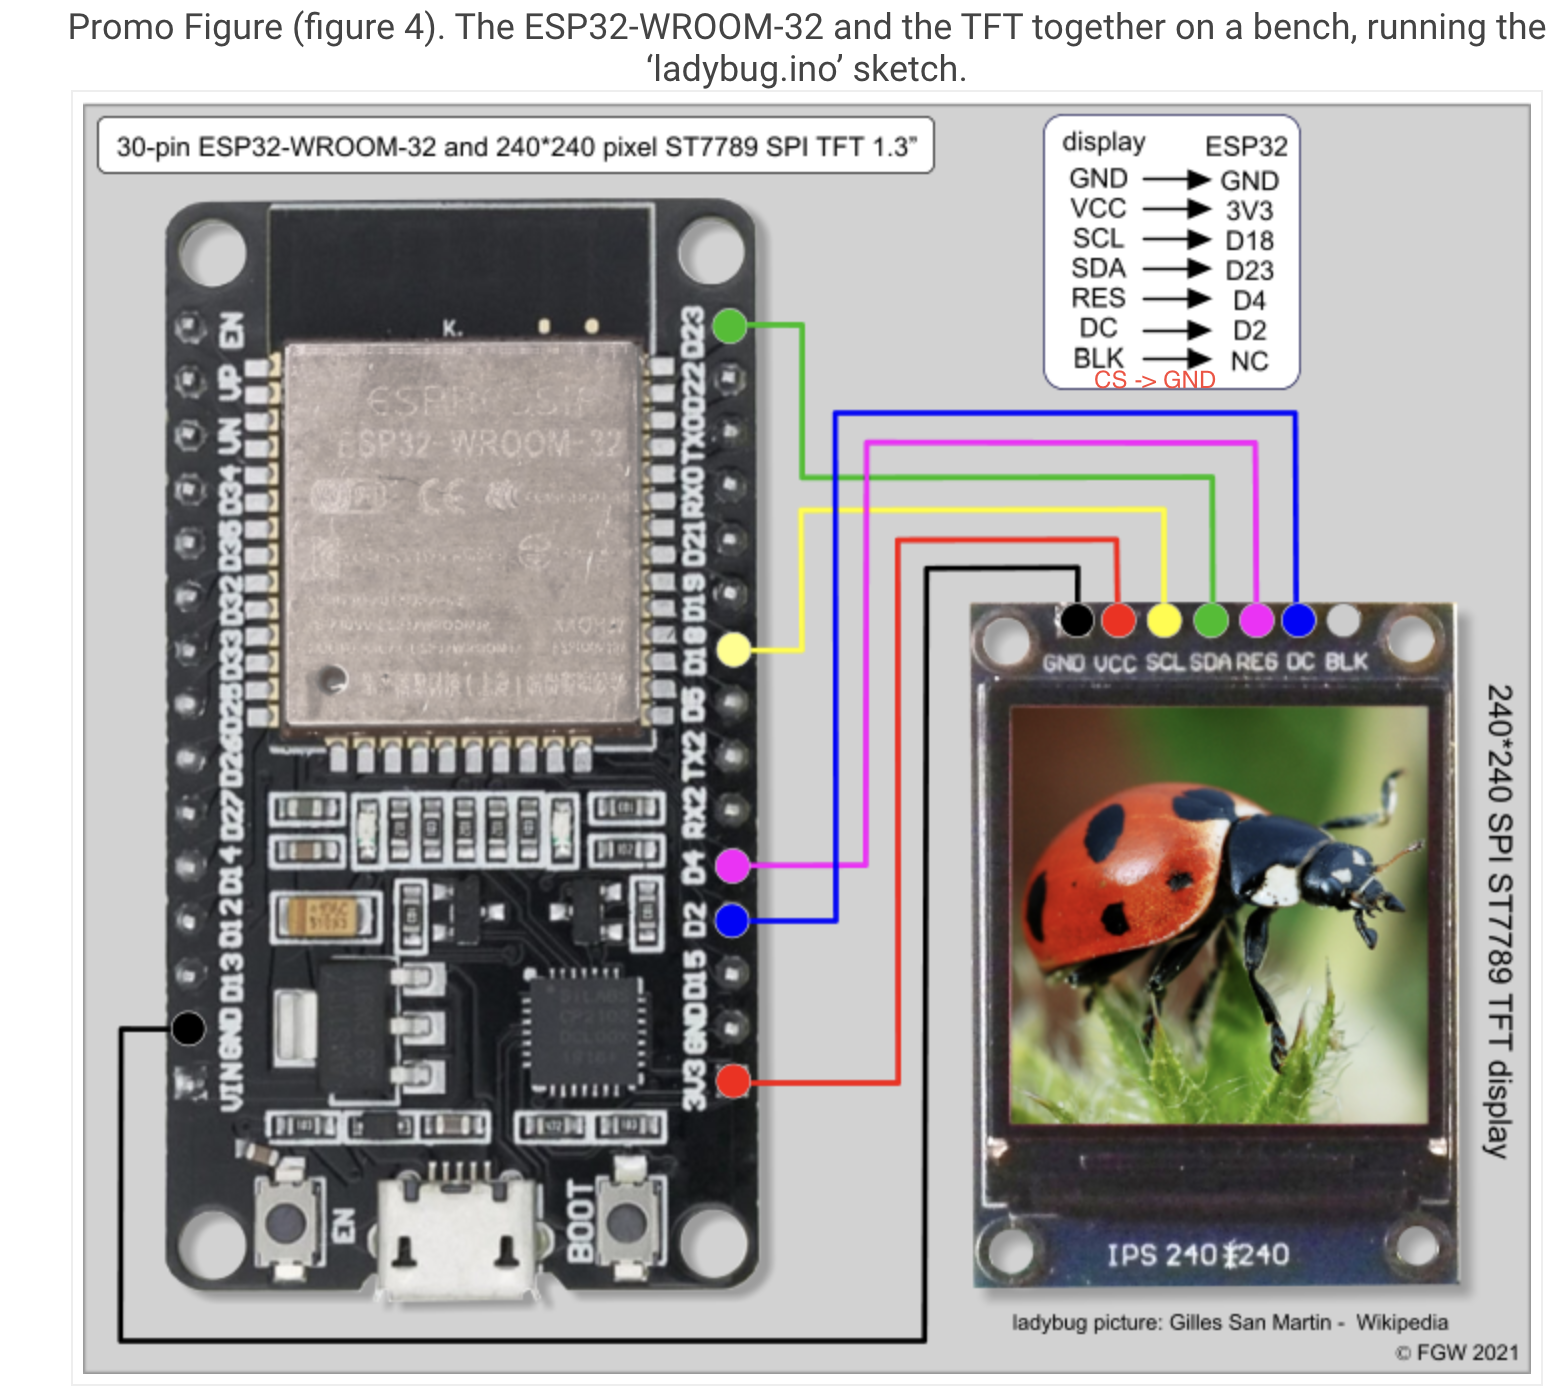 Promo Figure (figure 4). The ESP32-WROOM-32 and the TFT together on a bench, running the
‘ladybug.ino’ sketch.
30-pin ESP32-WROOM-32 and 240*240 pixel ST7789 SPI TFT 1.3”
display ESP32
GND GND
VCC 3V3
SCL D18
SDA D23
RES D4
DC D2
BLK NC
CS -> GND
K.
ESP32-WROOM-32
CE
EN
VP
VN
D34
D35
D32
D33
D25
D26
D27
D14
D12
D13
GND
VIN
D23
D22
TX0
RX0
D21
D19
D18
D5
TX2
RX2
D4
D2
D15
GND
3V3
EN
BOOT
GND VCC SCL SDA RES DC BLK
IPS 240*240
240*240 SPI ST7789 TFT display
ladybug picture: Gilles San Martin - Wikipedia
© FGW 2021